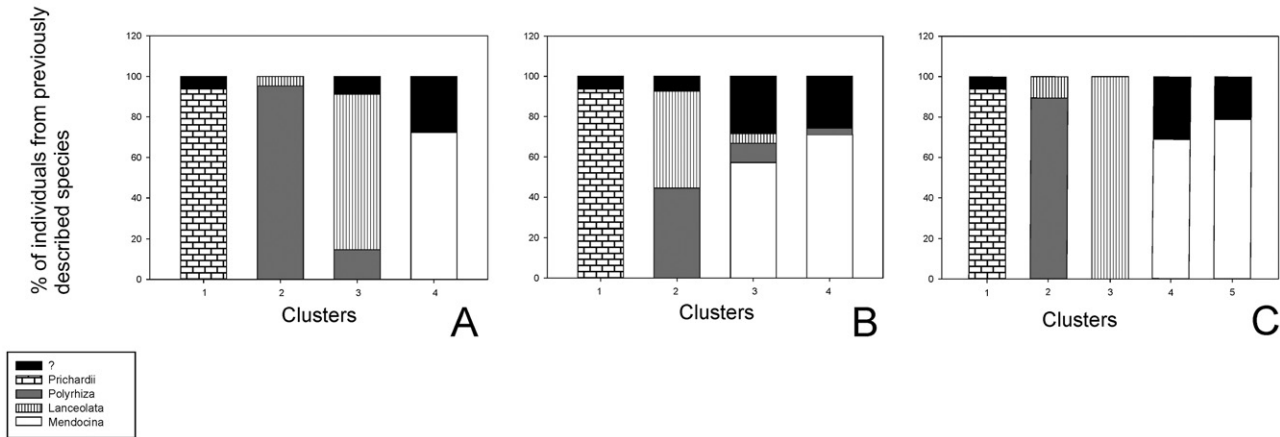 % of individuals from previously
described species
120
100
80
60
40
20
0
1 2 3 4
Clusters
A
120
100
80
60
40
20
0
1 2 3 4
Clusters
B
120
100
80
60
40
20
0
1 2 3 4 5
Clusters
C
?
Prichardii
Polyrhiza
Lanceolata
Mendocina